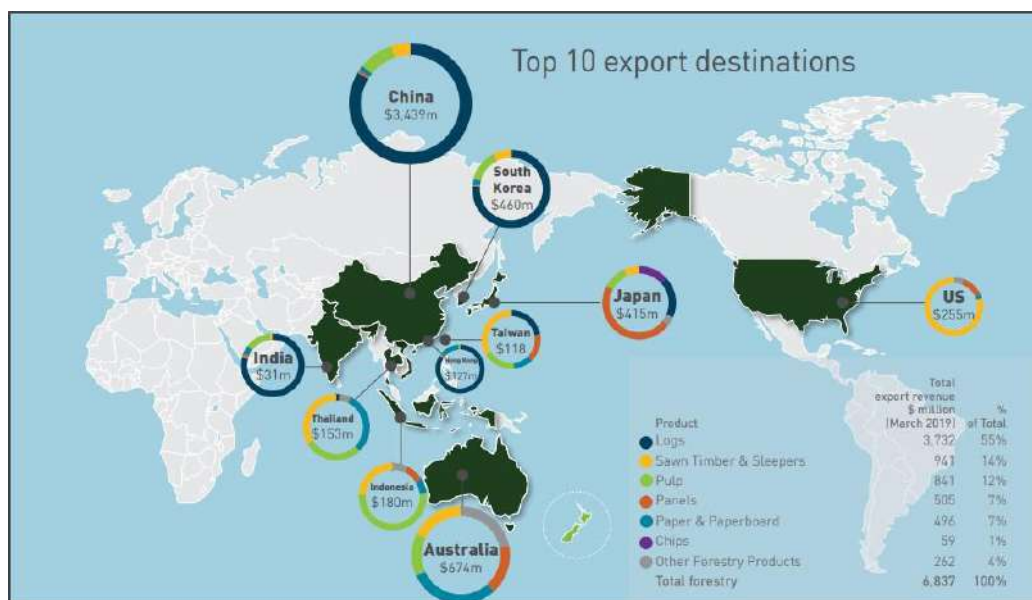 Top 10 export destinations
China
$3,439m
South
Korea
$460m
Japan
$415m
US
$255m
Taiwan
$118
Hong Kong
$127m
India
$31m
Thailand
$153m
Indonesia
$180m
Australia
$674m
Total
export revenue
$ million %
Product (March 2019) of Total
Logs 3,732 55%
Sawn Timber & Sleepers 941 14%
Pulp 841 12%
Panels 505 7%
Paper & Paperboard 496 7%
Chips 59 1%
Other Forestry Products 262 4%
Total forestry 6,837 100%